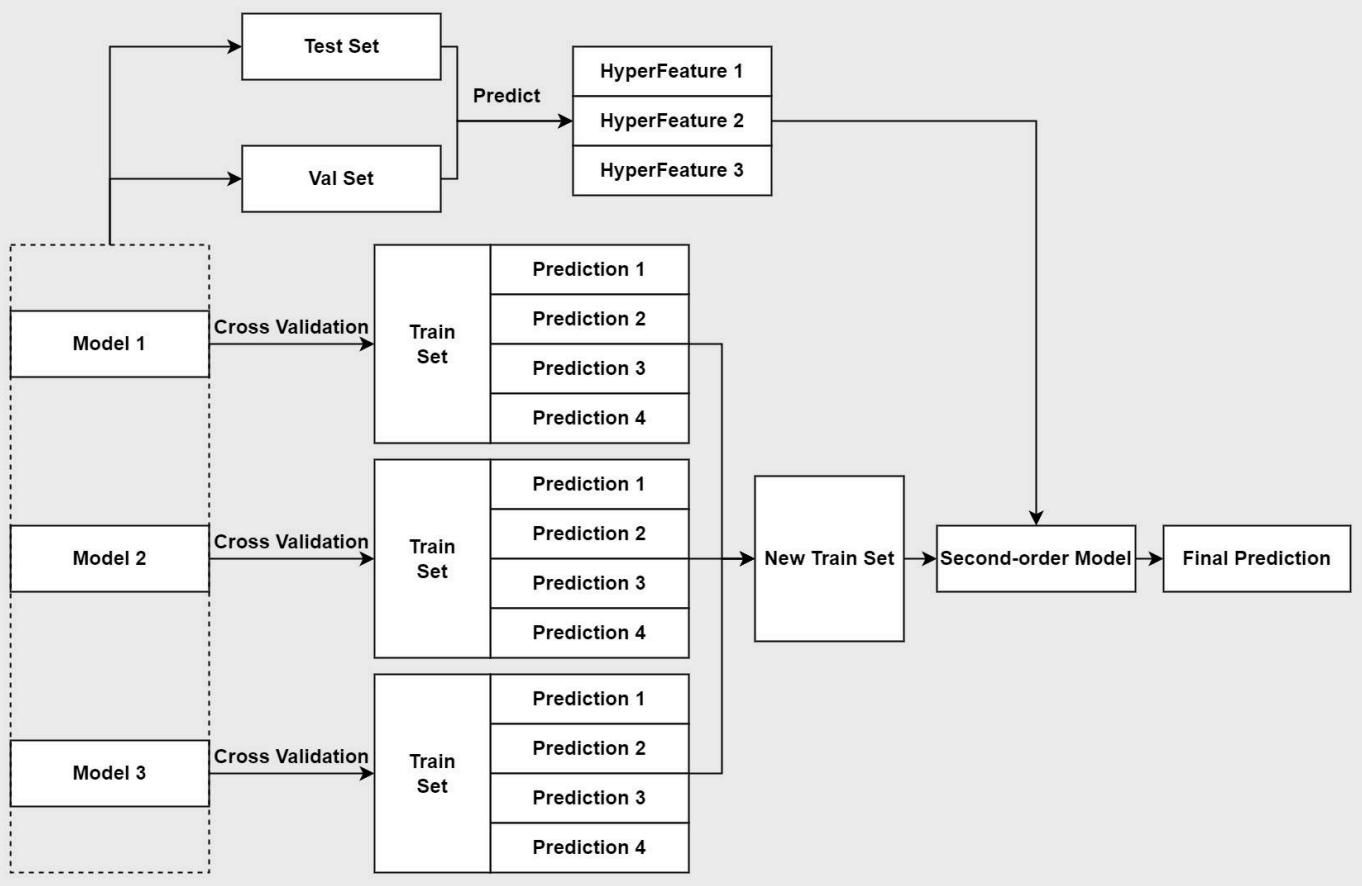 Test Set
Predict
Val Set
HyperFeature 1
HyperFeature 2
HyperFeature 3
Model 1
Cross Validation
Train
Set
Prediction 1
Prediction 2
Prediction 3
Prediction 4
Model 2
Cross Validation
Train
Set
Prediction 1
Prediction 2
Prediction 3
Prediction 4
Model 3
Cross Validation
Train
Set
Prediction 1
Prediction 2
Prediction 3
Prediction 4
New Train Set
Second-order Model
Final Prediction